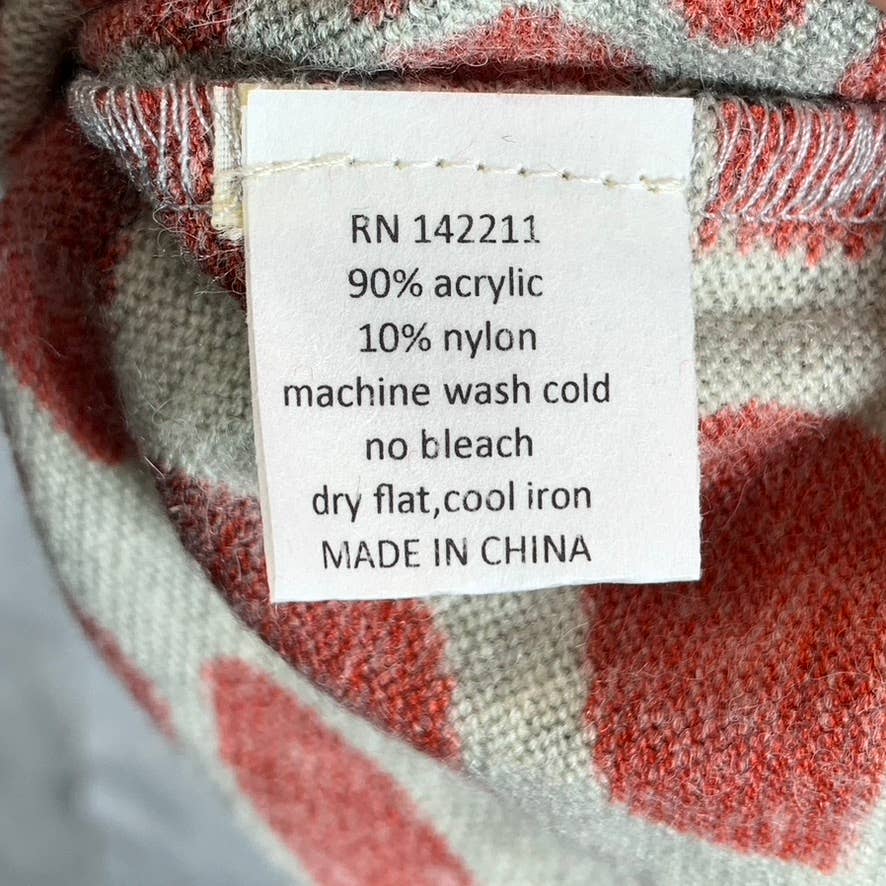 RN 142211
90% acrylic
10% nylon
machine wash cold
no bleach
dry flat,cool iron
MADE IN CHINA